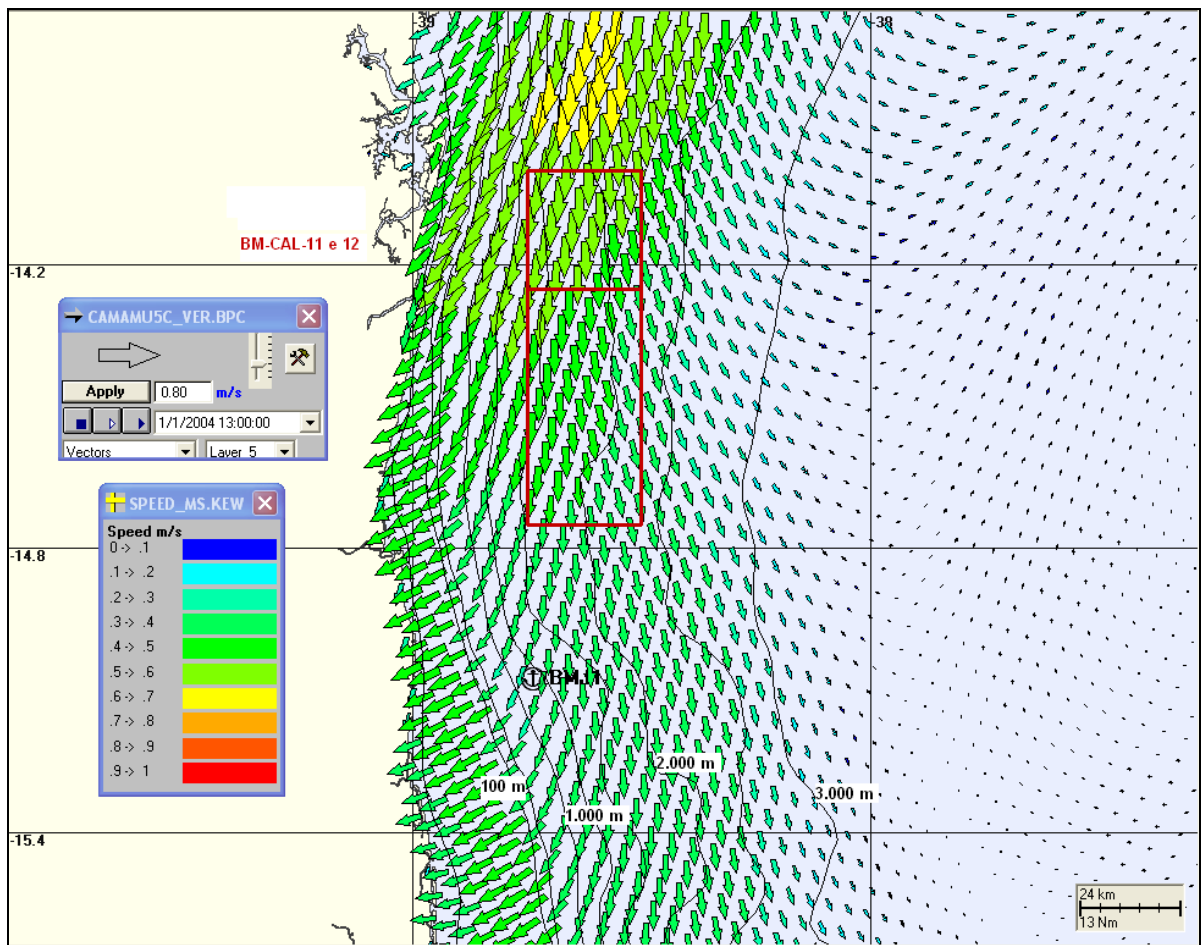 -39
-38
BM-CAL-11 e 12
-14.2
CAMAMU5C_VER.BPC
Apply 0.80 m/s
1/1/2004 13:00:00
Vectors Layer 5
SPEED_MS.KEW
Speed m/s
0 -> .1
.1 -> .2
.2 -> .3
.3 -> .4
.4 -> .5
.5 -> .6
.6 -> .7
.7 -> .8
.8 -> .9
.9 -> 1
-14.8
2.000 m
100 m
3.000 m
1.000 m
-15.4
24 km
13 Nm